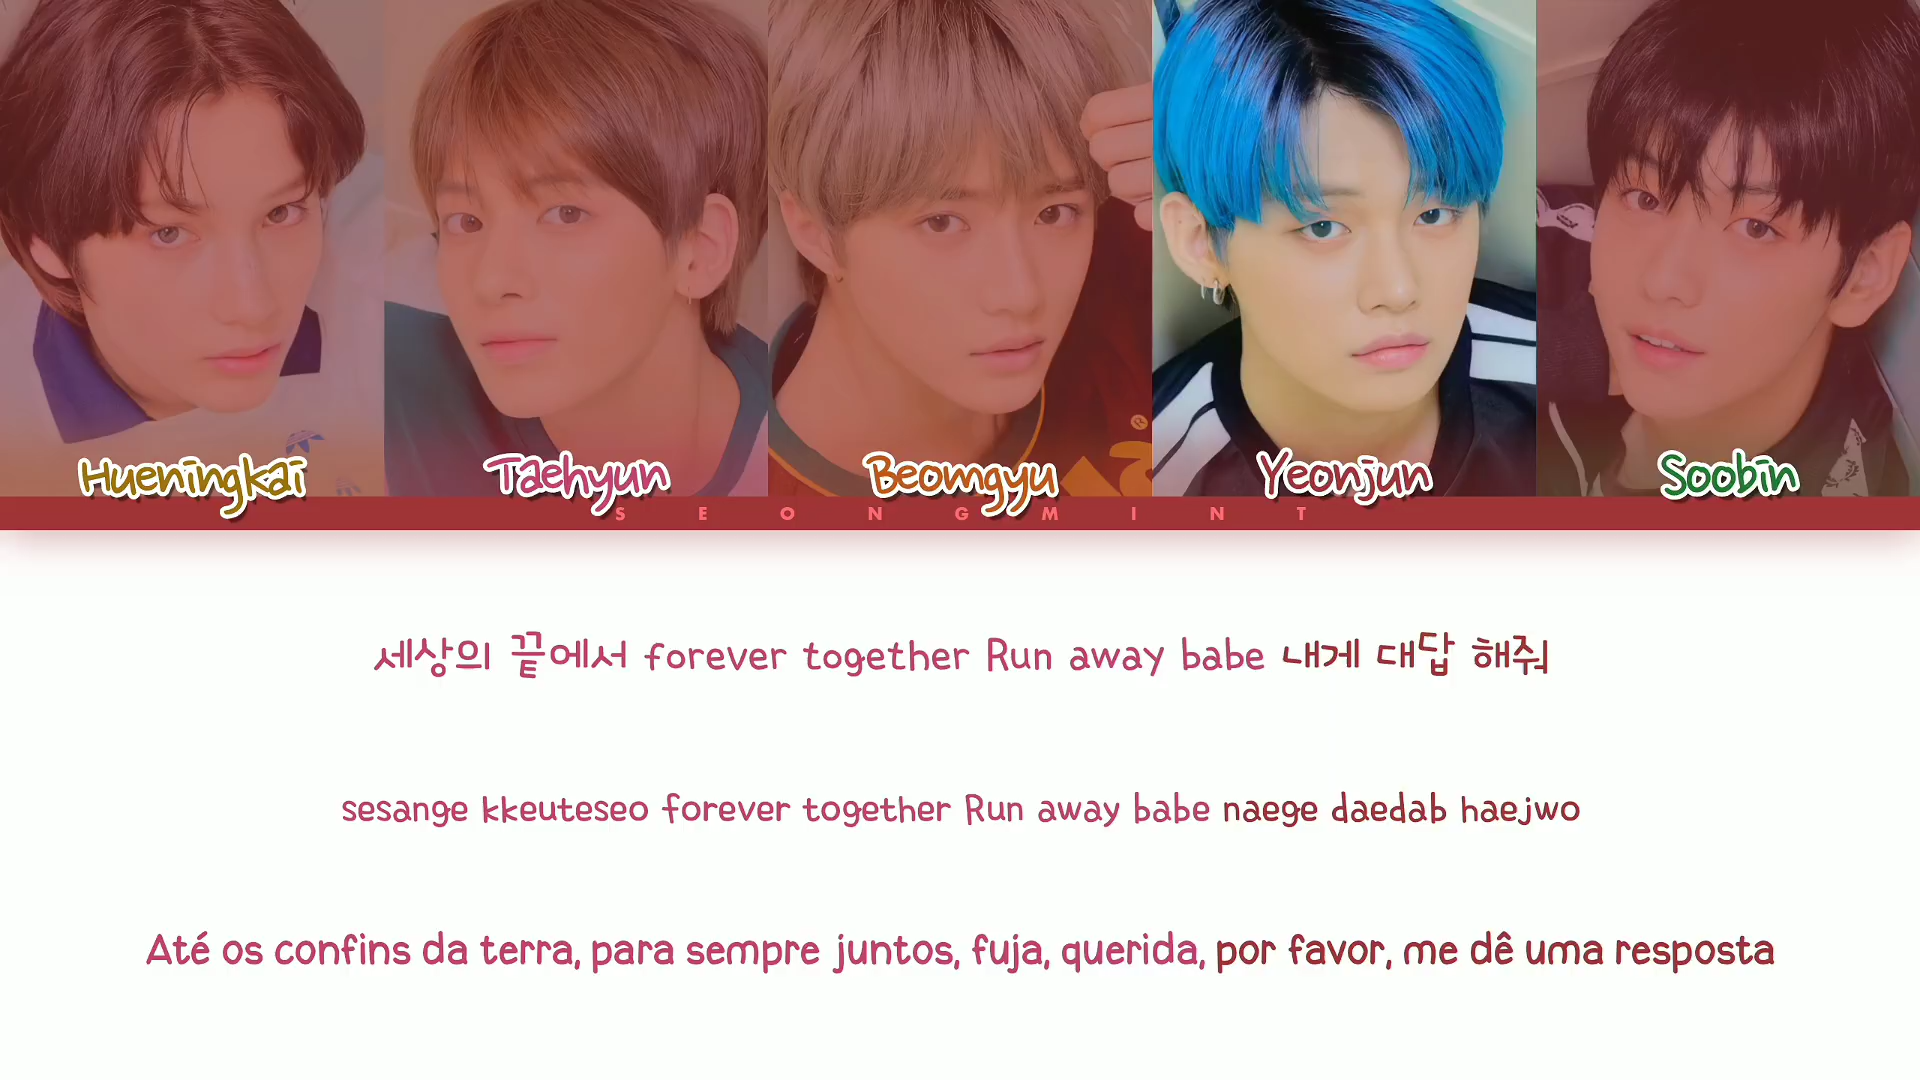 Hueningkai Taehyun Beomgyu Yeonjun Soobin
SEONGMINT
세상의 끝에서 forever together Run away babe 내게 대답 해줘
sesange kkeuteseo forever together Run away babe naege daedab haejwo
Até os confins da terra, para sempre juntos, fuja, querida, por favor, me dê uma resposta